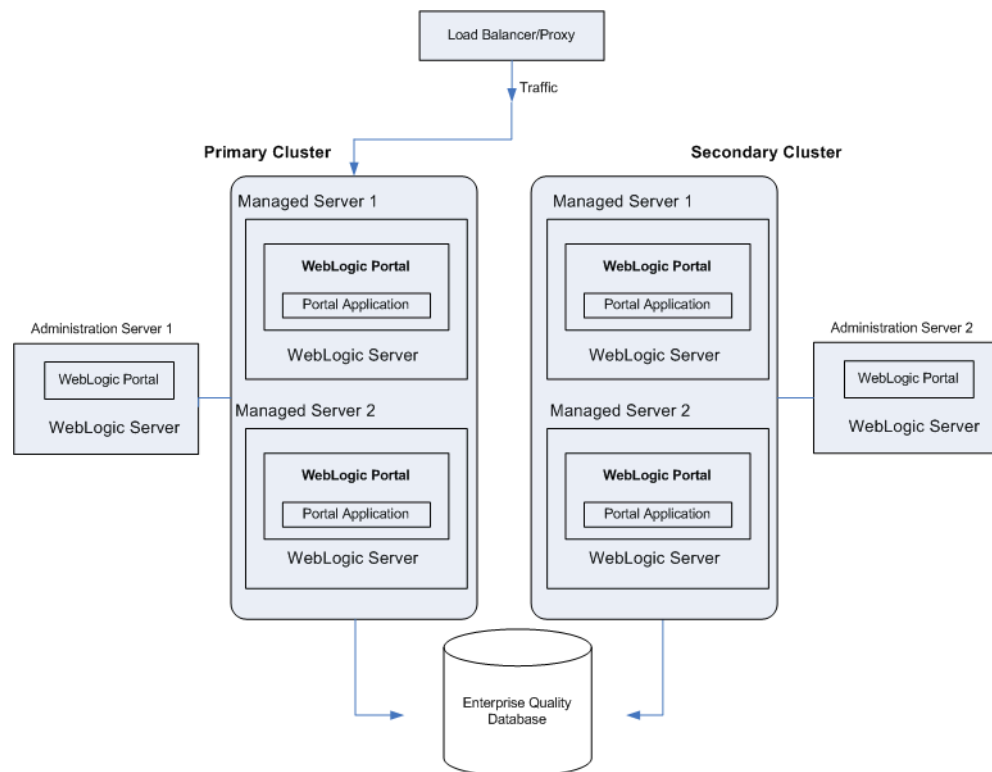 Load Balancer/Proxy
Traffic
Primary Cluster
Secondary Cluster
Managed Server 1
WebLogic Portal
Portal Application
WebLogic Server
Managed Server 2
WebLogic Portal
Portal Application
WebLogic Server
Managed Server 1
WebLogic Portal
Portal Application
WebLogic Server
Managed Server 2
WebLogic Portal
Portal Application
WebLogic Server
Administration Server 1
WebLogic Portal
WebLogic Server
Administration Server 2
WebLogic Portal
WebLogic Server
Enterprise Quality
Database